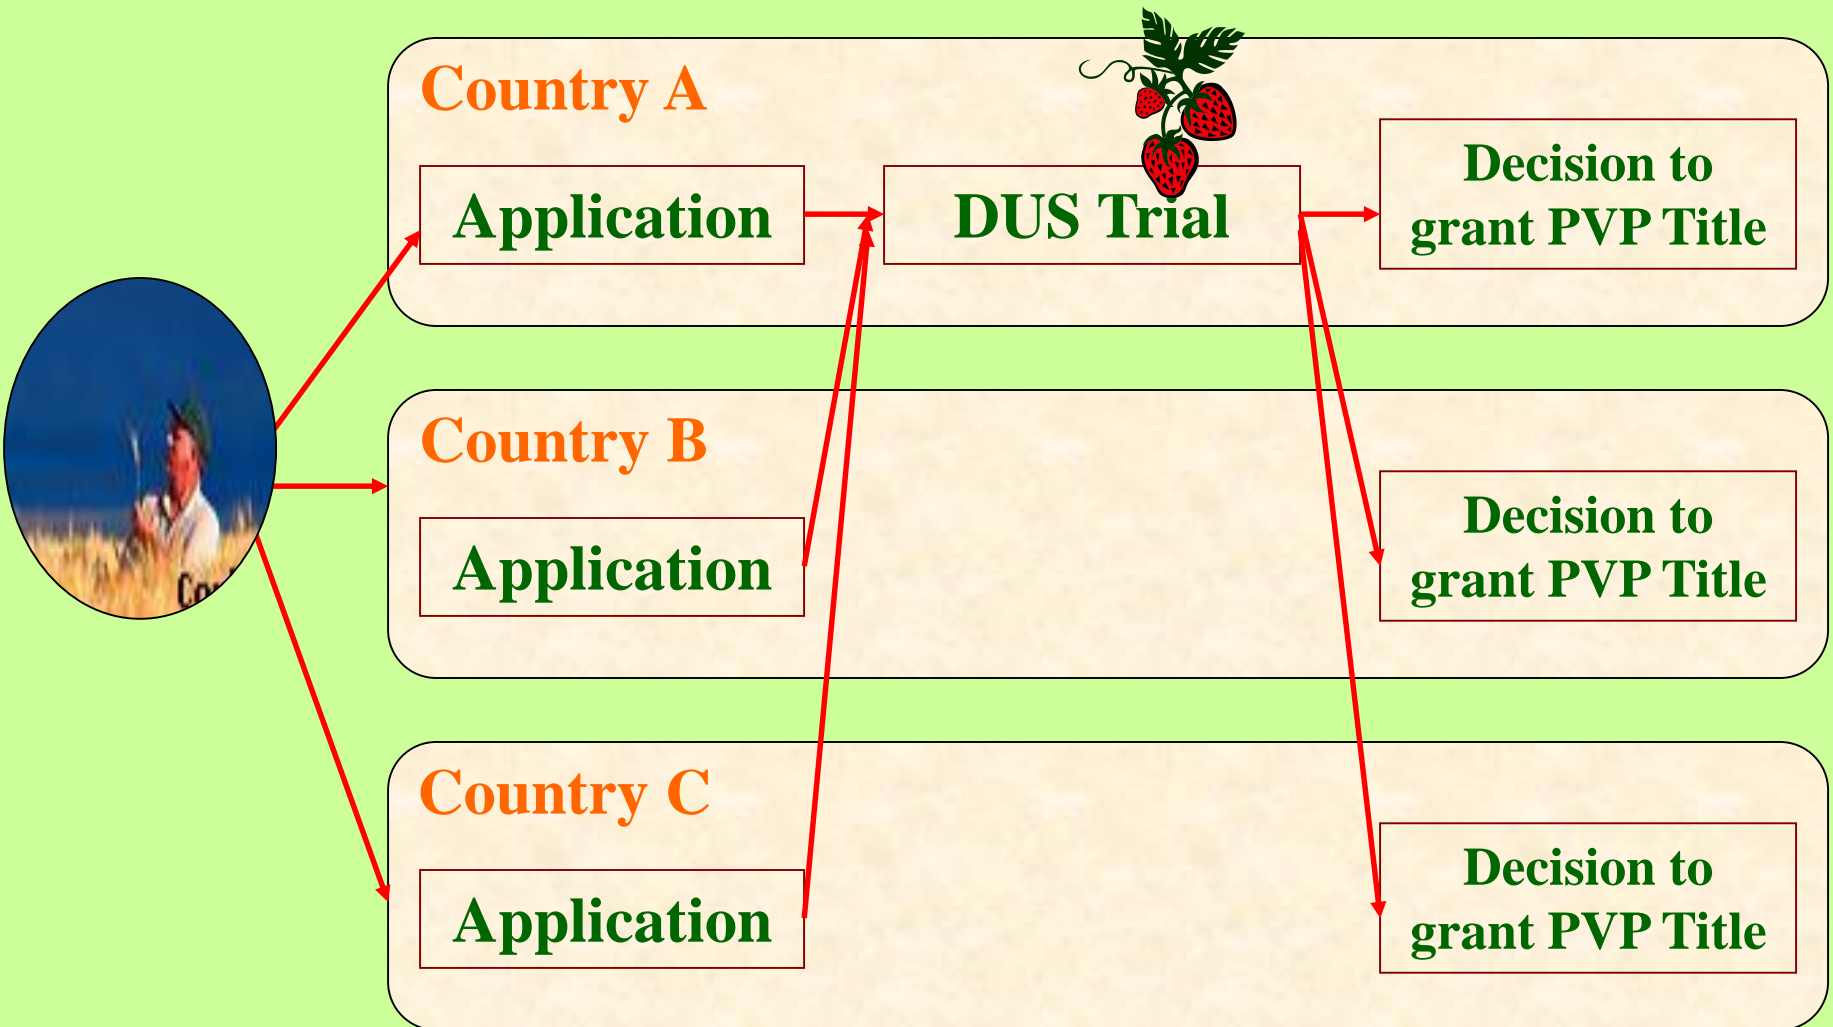 Country A
Application
DUS Trial
Decision to
grant PVP Title
Country B
Application
Decision to
grant PVP Title
Country C
Application
Decision to
grant PVP Title